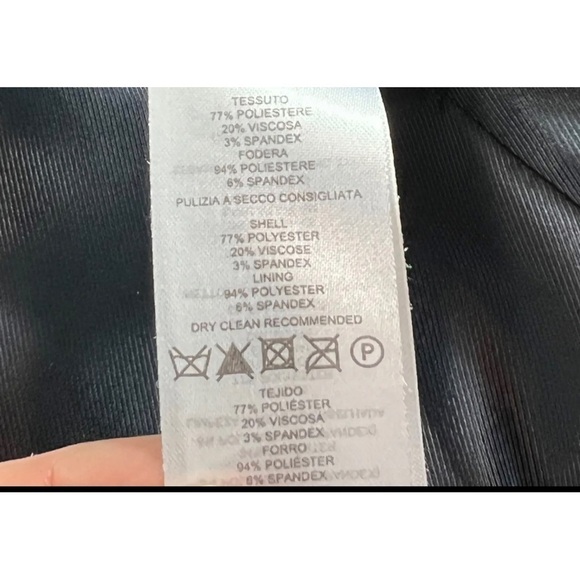 TESSUTO
77% POLIESTERE
20% VISCOSA
3% SPANDEX
FODERA
94% POLIESTERE
6% SPANDEX
PULIZIA A SECCO CONSIGLIATA
SHELL
77% POLYESTER
20% VISCOSE
3% SPANDEX
LINING
94% POLYESTER
6% SPANDEX
DRY CLEAN RECOMMENDED
P
TEJIDO
77% POLIÉSTER
20% VISCOSA
3% SPANDEX
FORRO
94% POLIÉSTER
6% SPANDEX